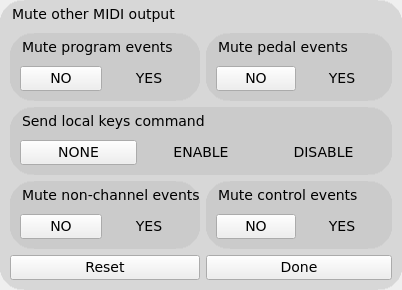 Mute other MIDI output
Mute program events
NO YES
Mute pedal events
NO YES
Send local keys command
NONE ENABLE DISABLE
Mute non-channel events
NO YES
Mute control events
NO YES
Reset
Done